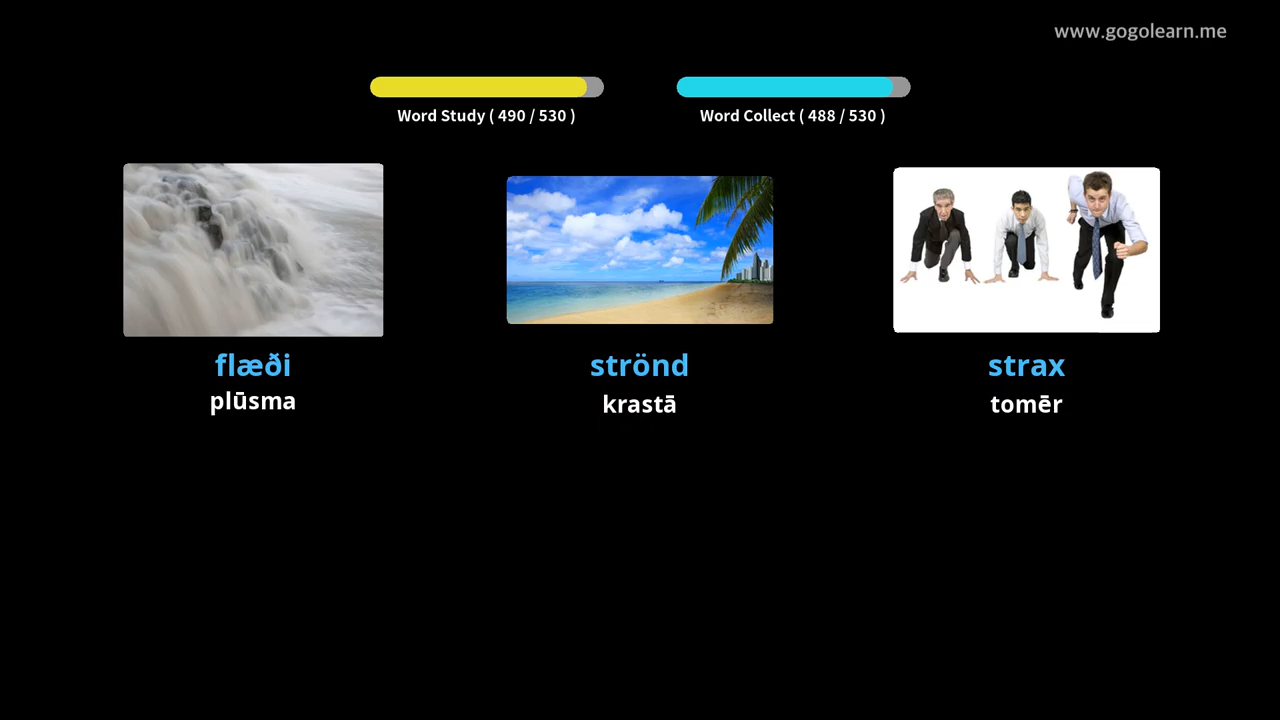 www.gogolearn.me
Word Study ( 490 / 530 )
Word Collect ( 488 / 530 )
flæði
strönd
strax
plūsma
krastā
tomēr